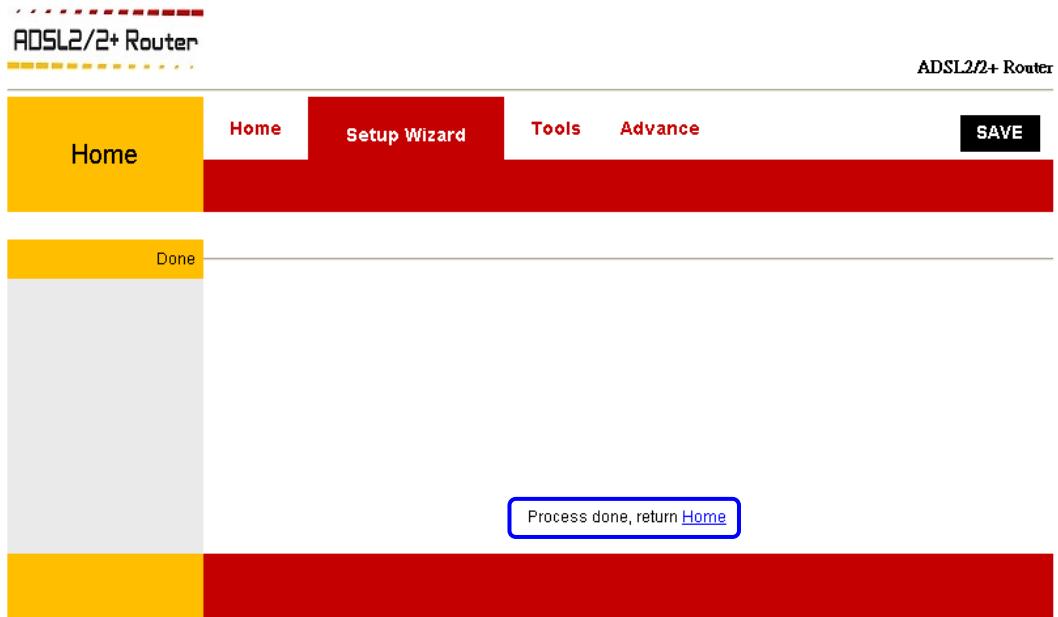 ADSL2/2+ Router
ADSL2/2+ Router
Home
Home Setup Wizard Tools Advance SAVE
Done
Process done, return Home